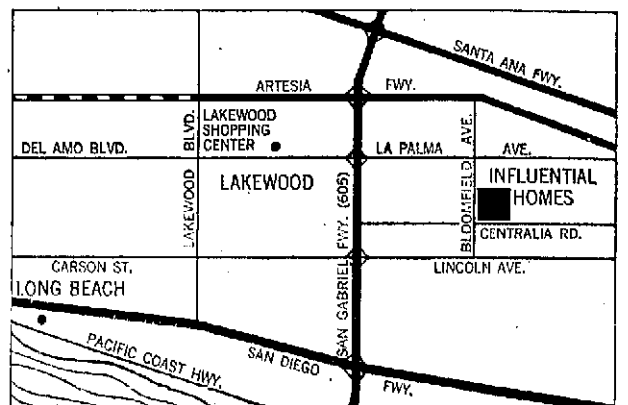 SANTA ANA FWY.
ARTESIA FWY.
LAKEWOOD BLVD.
LAKEWOOD
SHOPPING
CENTER
DEL AMO BLVD.
LA PALMA AVE.
BLOOMFIELD AVE.
INFLUENTIAL
HOMES
LAKEWOOD
SAN GABRIEL FWY. (605)
CENTRALIA RD.
CARSON ST.
LINCOLN AVE.
LONG BEACH
PACIFIC COAST HWY.
SAN DIEGO FWY.